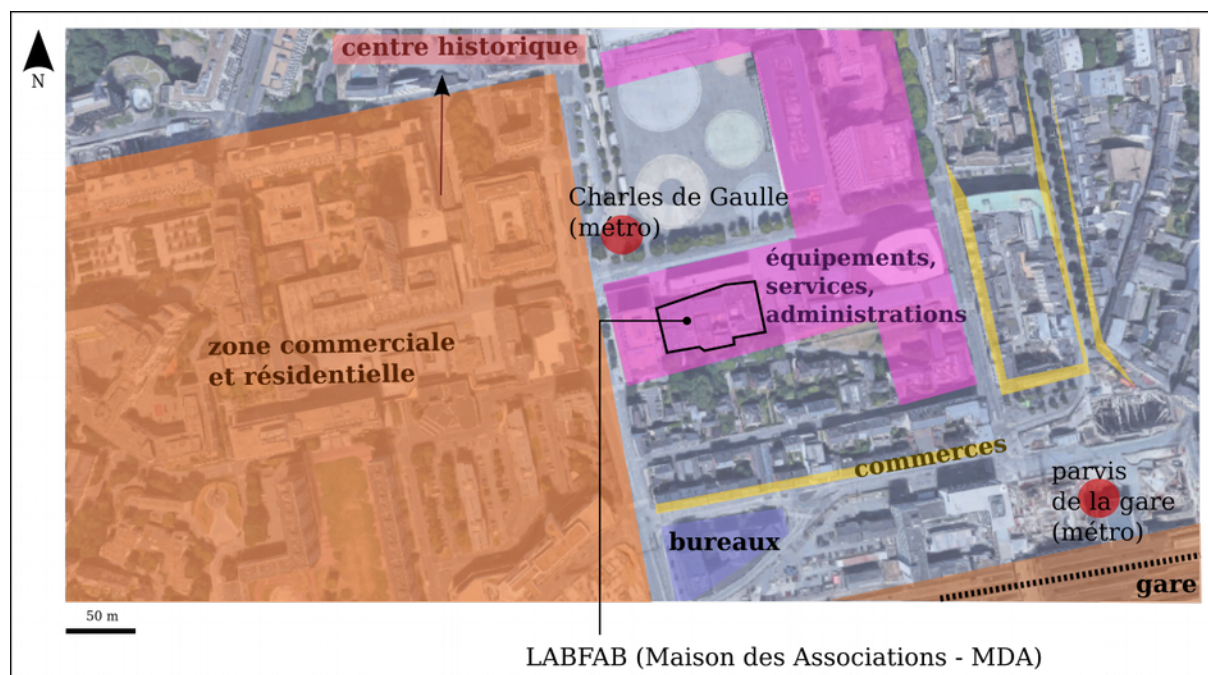 centre historique
N
Charles de Gaulle
(métro)
équipements,
services,
administrations
zone commerciale
et résidentielle
commerces
parvis
de la gare
(métro)
bureaux
gare
50 m
LABFAB (Maison des Associations - MDA)